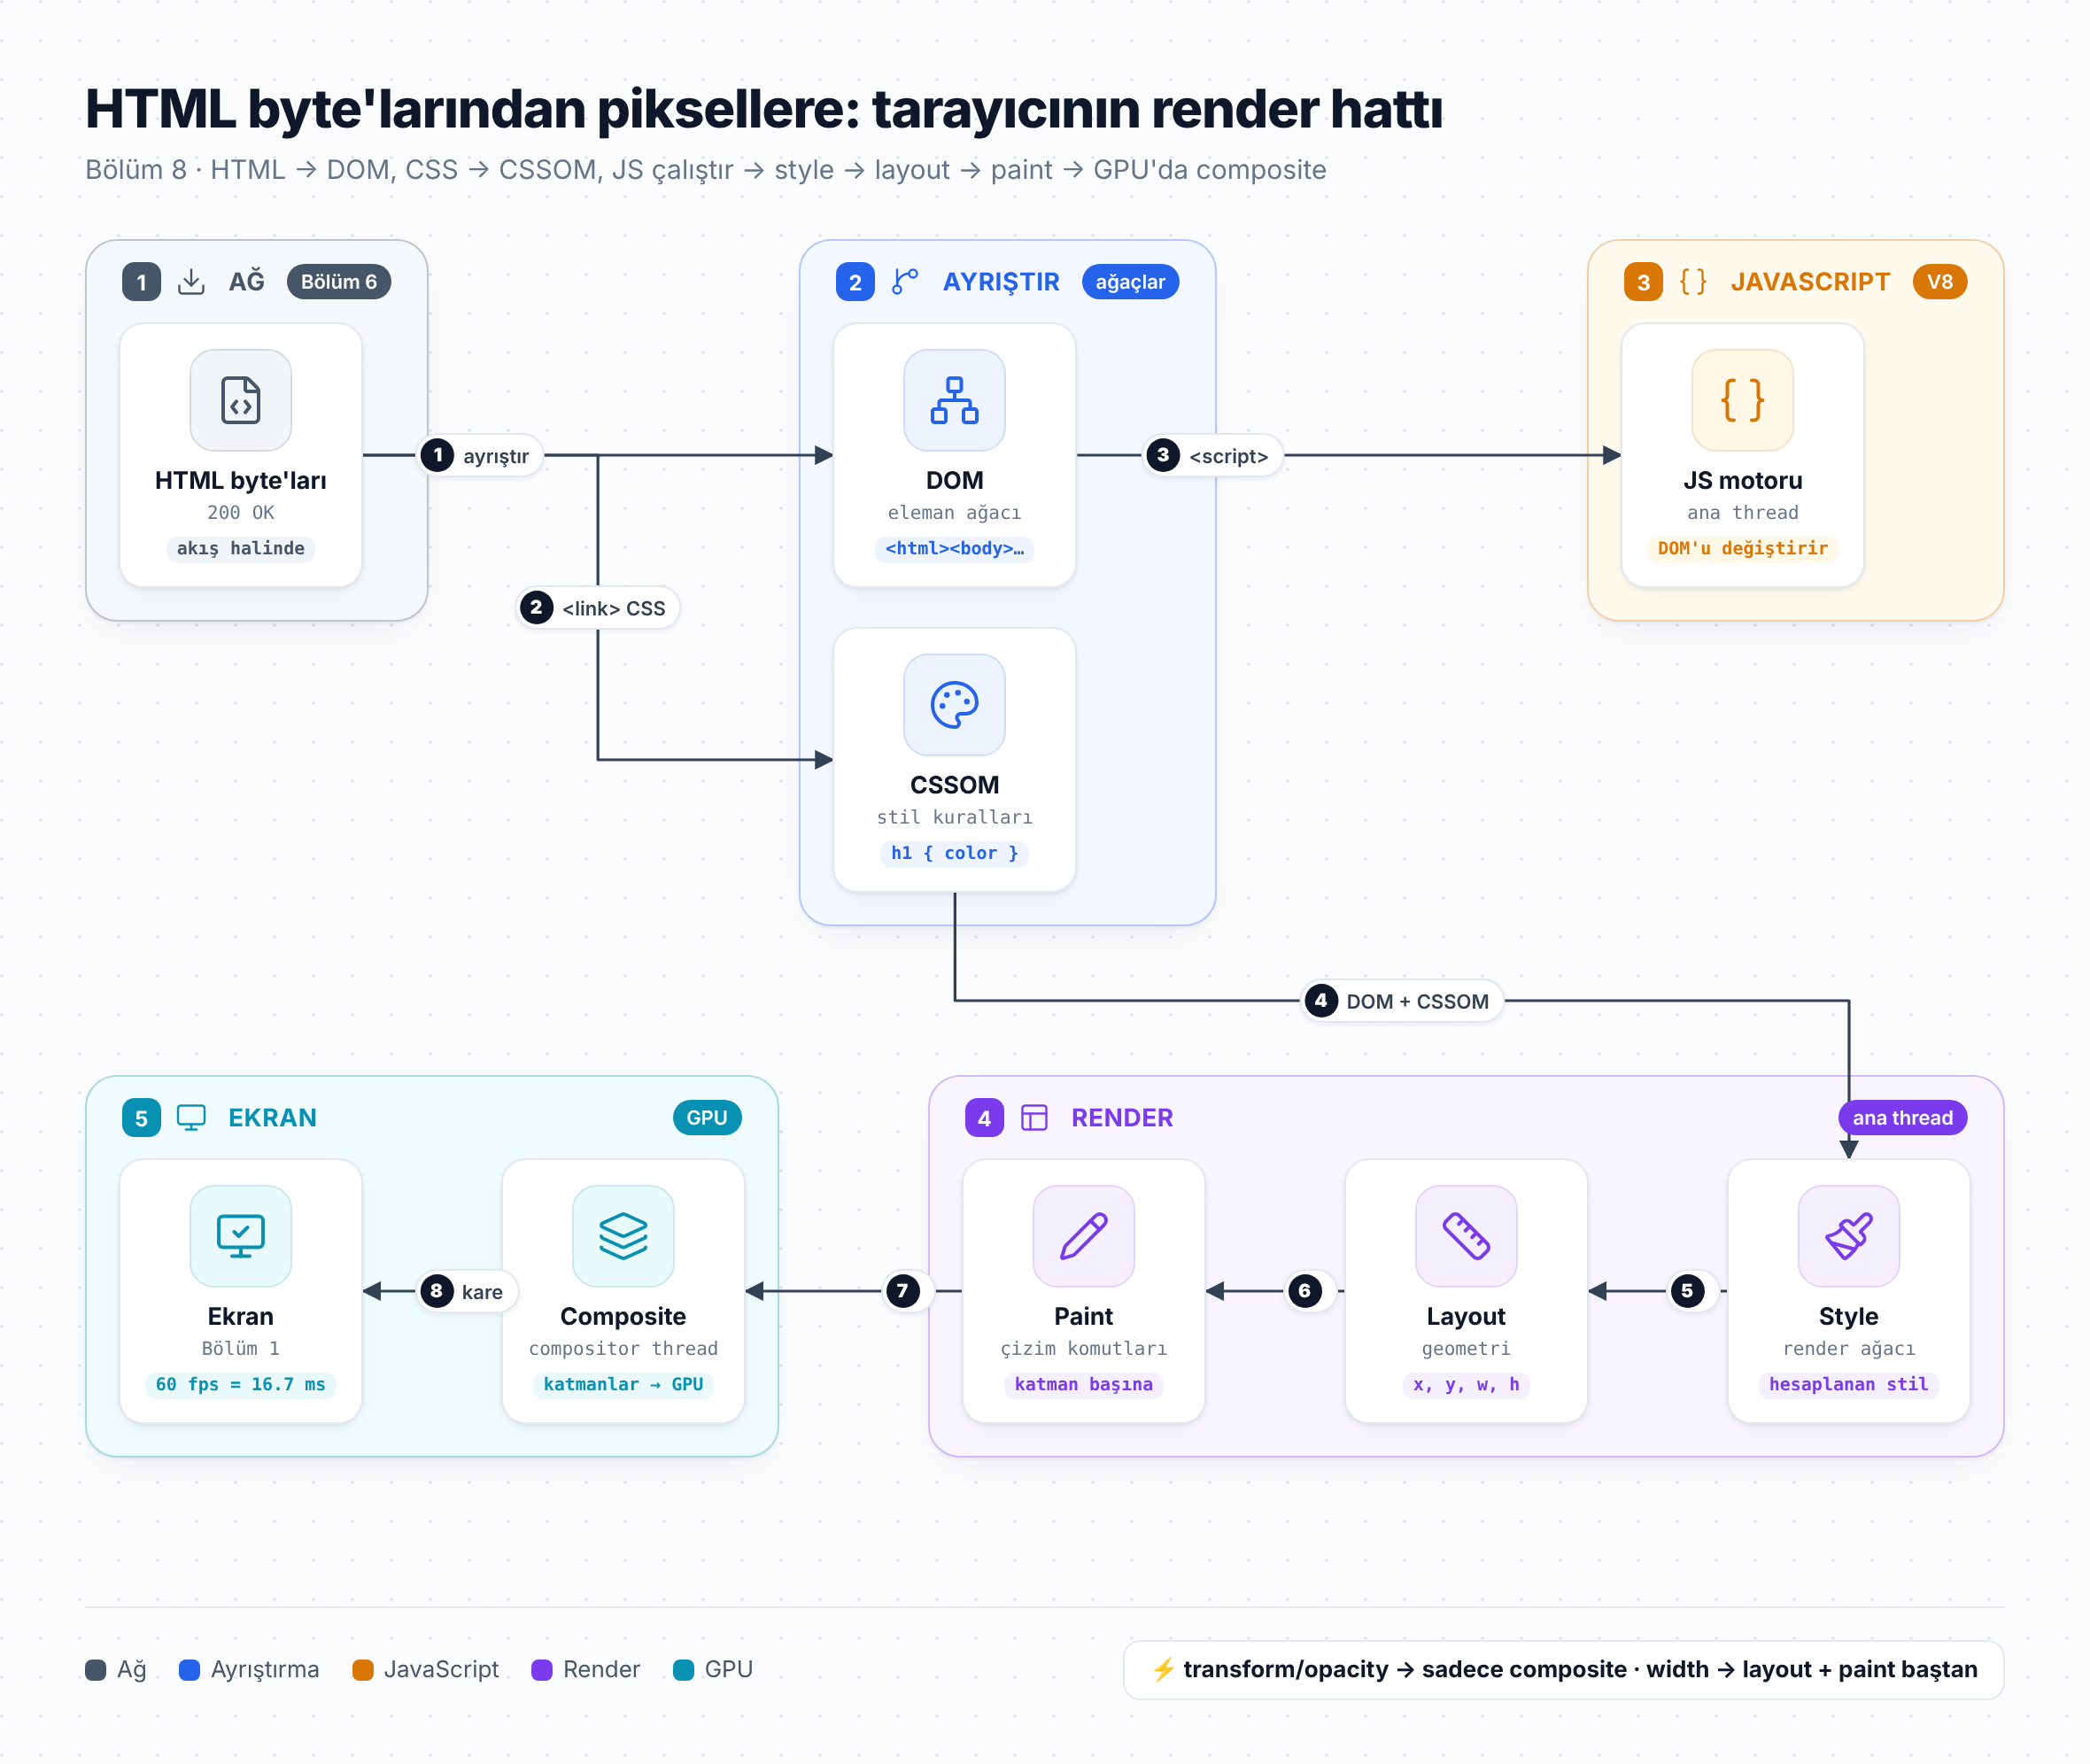 HTML byte'larından piksellere: tarayıcının render hattı
Bölüm 8 · HTML → DOM, CSS → CSSOM, JS çalıştır → style → layout → paint → GPU'da composite
1 AĞ Bölüm 6
HTML byte'ları
200 OK
akış halinde
1 ayrıştır
2 <link> CSS
2 AYRIŞTIR ağaçlar
DOM
eleman ağacı
<html><body>…
CSSOM
stil kuralları
h1 { color }
3 <script>
3 JAVASCRIPT V8
JS motoru
ana thread
DOM'u değiştirir
4 DOM + CSSOM
5 EKRAN GPU
Ekran
Bölüm 1
60 fps = 16.7 ms
8 kare
Composite
compositor thread
katmanlar → GPU
7
4 RENDER ana thread
Paint
çizim komutları
katman başına
6
Layout
geometri
x, y, w, h
5
Style
render ağacı
hesaplanan stil
Ağ
Ayrıştırma
JavaScript
Render
GPU
⚡ transform/opacity → sadece composite · width → layout + paint baştan